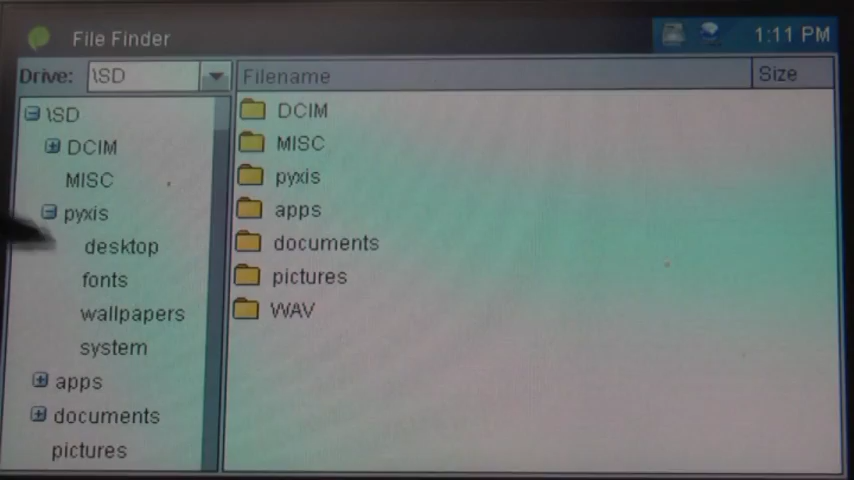 File Finder
1:11 PM
Drive: \SD
Filename
Size
\SD
DCIM
MISC
pyxis
desktop
fonts
wallpapers
system
apps
documents
pictures
DCIM
MISC
pyxis
apps
documents
pictures
WAV